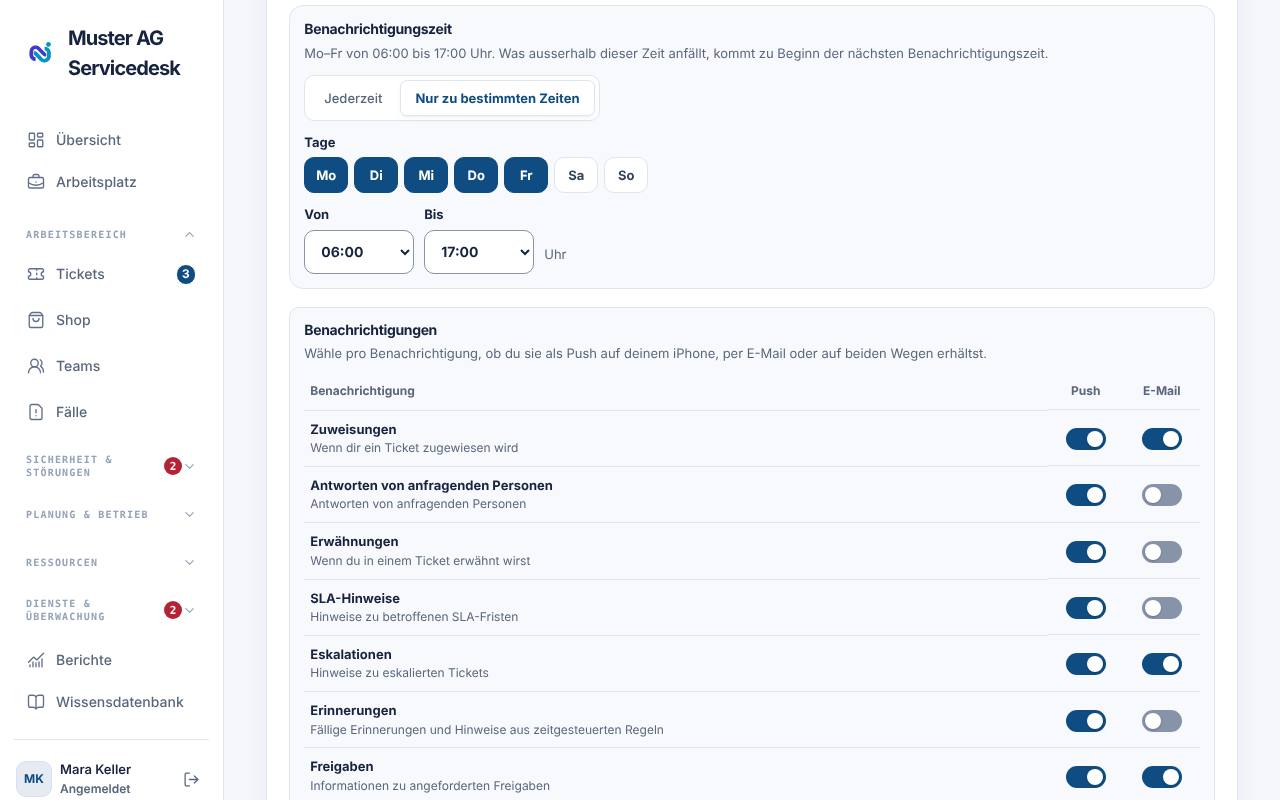 Muster AG
Servicedesk
Übersicht
Arbeitsplatz
ARBEITSBEREICH
Tickets 3
Shop
Teams
Fälle
SICHERHEIT &
STÖRUNGEN 2
PLANUNG & BETRIEB
RESSOURCEN
DIENSTE &
ÜBERWACHUNG 2
Berichte
Wissensdatenbank
MK Mara Keller
Angemeldet
Benachrichtigungszeit
Mo–Fr von 06:00 bis 17:00 Uhr. Was ausserhalb dieser Zeit anfällt, kommt zu Beginn der nächsten Benachrichtigungszeit.
Jederzeit Nur zu bestimmten Zeiten
Tage
Mo Di Mi Do Fr Sa So
Von Bis
06:00 17:00 Uhr
Benachrichtigungen
Wähle pro Benachrichtigung, ob du sie als Push auf deinem iPhone, per E-Mail oder auf beiden Wegen erhältst.
Benachrichtigung Push E-Mail
Zuweisungen
Wenn dir ein Ticket zugewiesen wird
Antworten von anfragenden Personen
Antworten von anfragenden Personen
Erwähnungen
Wenn du in einem Ticket erwähnt wirst
SLA-Hinweise
Hinweise zu betroffenen SLA-Fristen
Eskalationen
Hinweise zu eskalierten Tickets
Erinnerungen
Fällige Erinnerungen und Hinweise aus zeitgesteuerten Regeln
Freigaben
Informationen zu angeforderten Freigaben